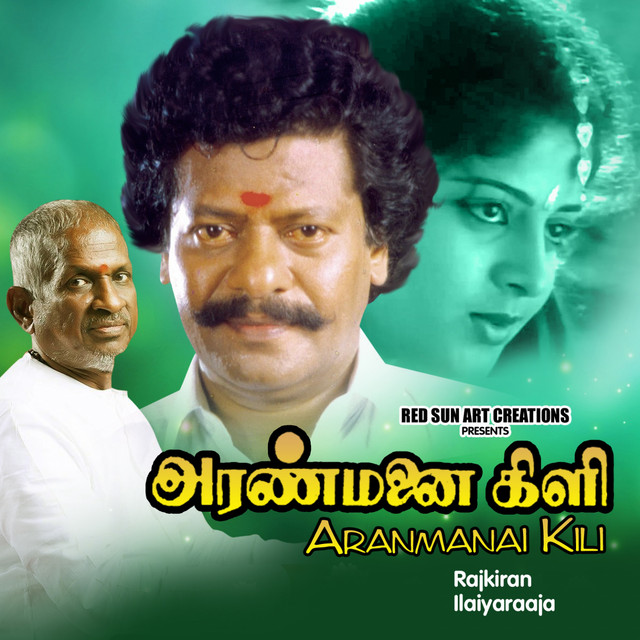 RED SUN ART CREATIONS
PRESENTS
அரண்மனை கிளி
ARANMANAI KILI
Rajkiran
Ilaiyaraaja